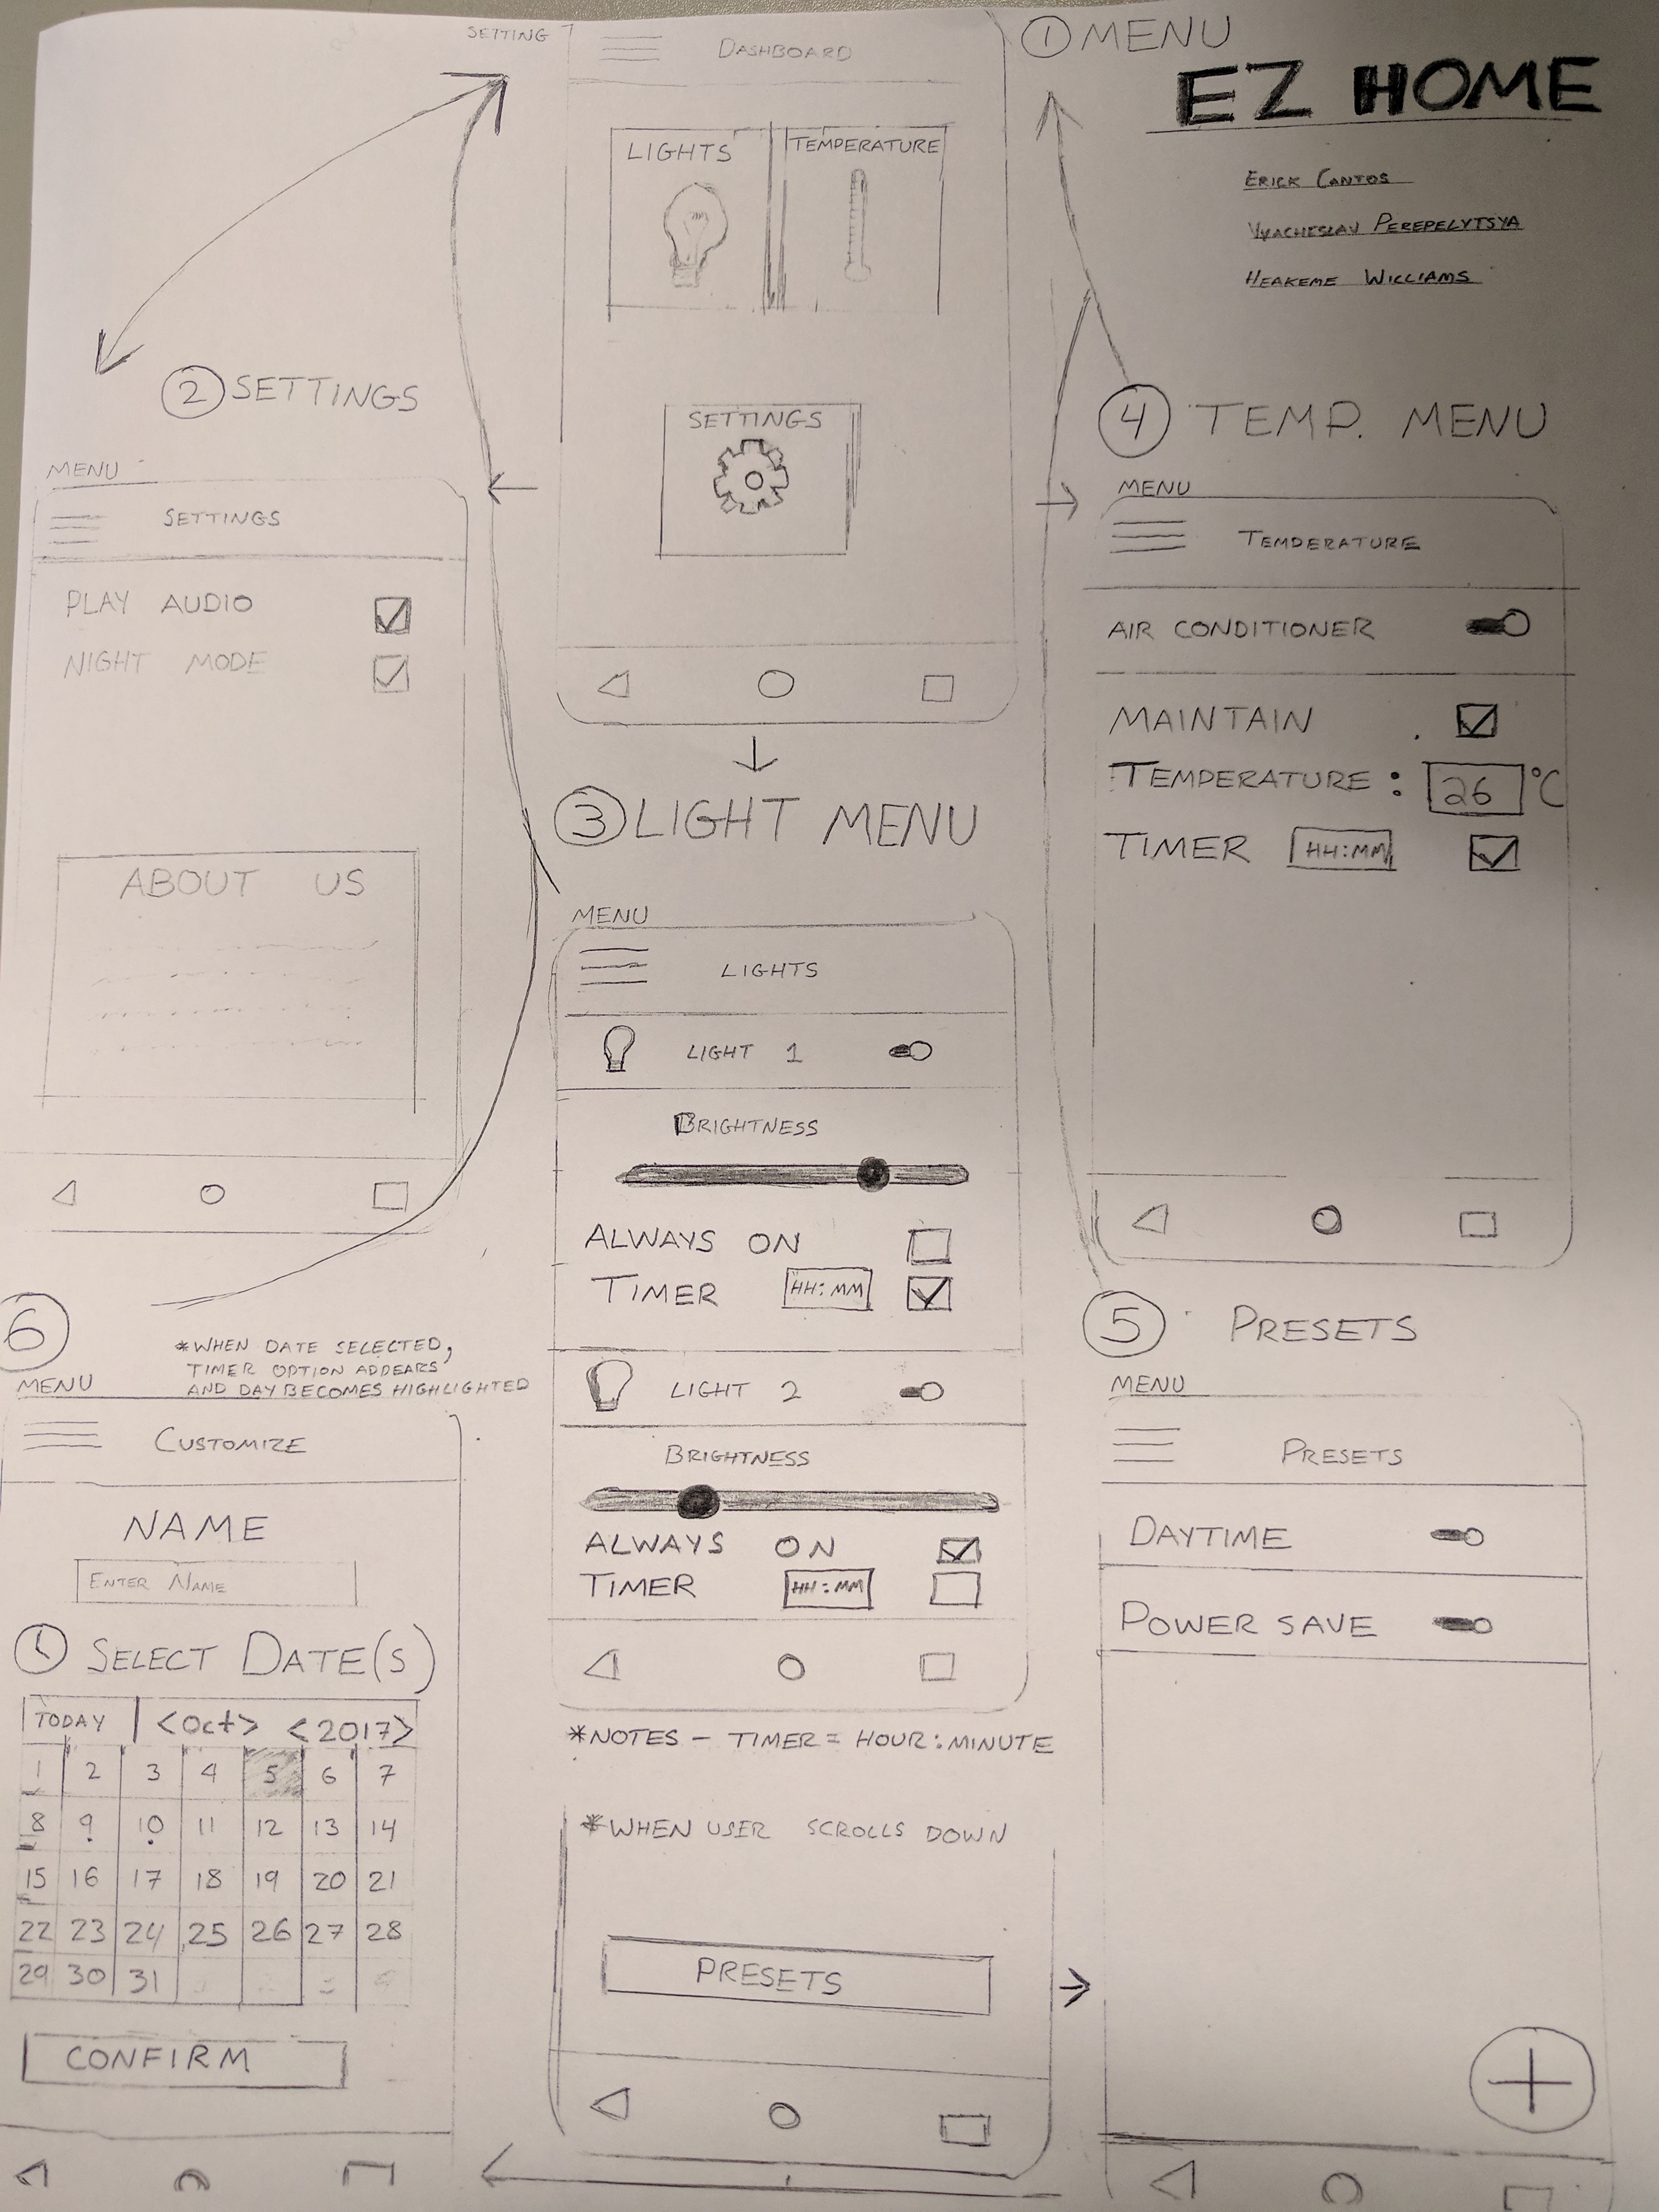 SETTING
DASHBOARD
LIGHTS
TEMPERATURE
SETTINGS
① MENU
EZ HOME
ERICK CANTOS
VYACHESLAV PEREPELYTSYA
HEAKEME WILLIAMS
② SETTINGS
MENU
SETTINGS
PLAY AUDIO
NIGHT MODE
ABOUT US
③ LIGHT MENU
MENU
LIGHTS
LIGHT 1
BRIGHTNESS
ALWAYS ON
TIMER HH:MM
LIGHT 2
BRIGHTNESS
ALWAYS ON
TIMER HH:MM
*NOTES - TIMER = HOUR:MINUTE
*WHEN USER SCROLLS DOWN
PRESETS
④ TEMP. MENU
MENU
TEMPERATURE
AIR CONDITIONER
MAINTAIN
TEMPERATURE: 26 °C
TIMER HH:MM
⑤ PRESETS
MENU
PRESETS
DAYTIME
POWER SAVE
⑥
*WHEN DATE SELECTED,
TIMER OPTION APPEARS
AND DAY BECOMES HIGHLIGHTED
MENU
CUSTOMIZE
NAME
ENTER NAME
SELECT DATE(S)
TODAY <Oct> <2017>
1 2 3 4 5 6 7
8 9 10 11 12 13 14
15 16 17 18 19 20 21
22 23 24 25 26 27 28
29 30 31
CONFIRM